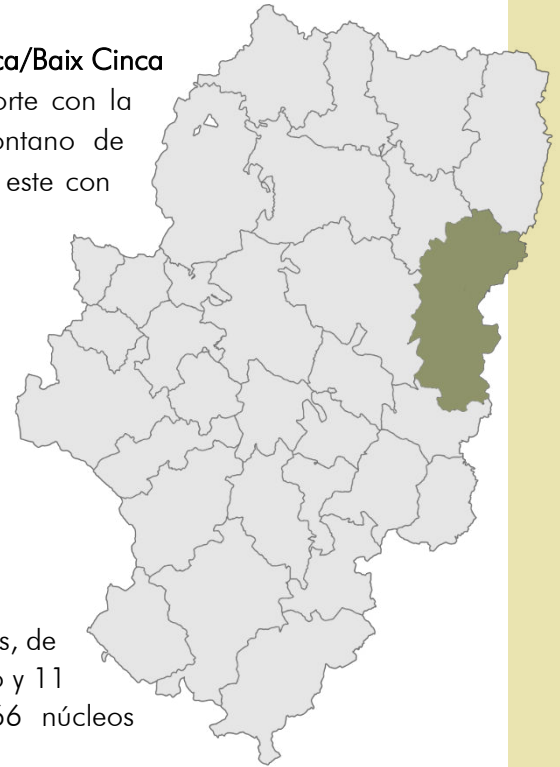 ca/Baix Cinca
orte con la
ontano de
este con
s, de
o y 11
66 núcleos